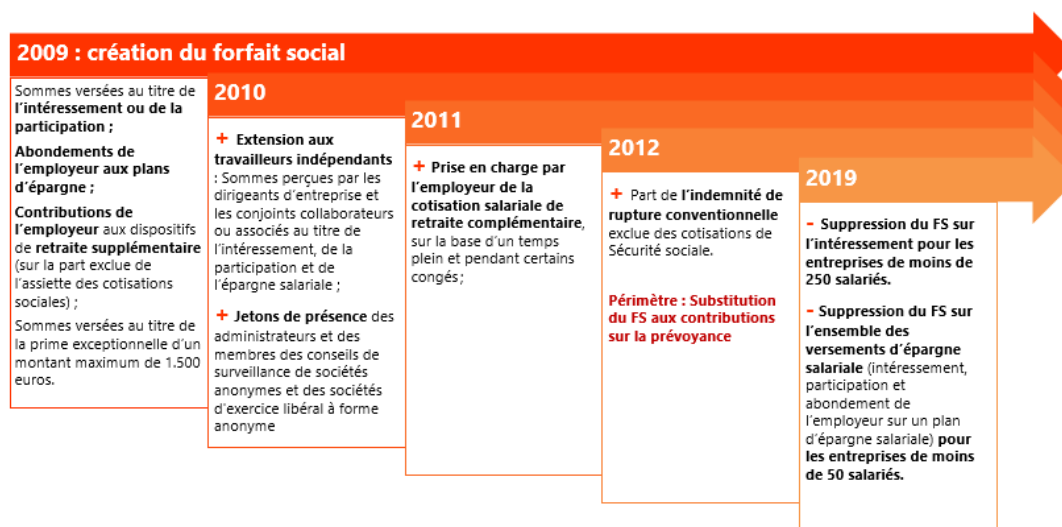 2009 : création du forfait social
Sommes versées au titre de
l'intéressement ou de la
participation ;
Abondements de
l'employeur aux plans
d'épargne ;
Contributions de
l'employeur aux dispositifs
de retraite supplémentaire
(sur la part exclue de
l'assiette des cotisations
sociales) ;
Sommes versées au titre de
la prime exceptionnelle d'un
montant maximum de 1.500
euros.
2010
+ Extension aux
travailleurs indépendants
: Sommes perçues par les
dirigeants d'entreprise et
les conjoints collaborateurs
ou associés au titre de
l'intéressement, de la
participation et de
l'épargne salariale ;
+ Jetons de présence des
administrateurs et des
membres des conseils de
surveillance de sociétés
anonymes et des sociétés
d'exercice libéral à forme
anonyme
2011
+ Prise en charge par
l'employeur de la
cotisation salariale de
retraite complémentaire,
sur la base d'un temps
plein et pendant certains
congés;
2012
+ Part de l'indemnité de
rupture conventionnelle
exclue des cotisations de
Sécurité sociale.
Périmètre : Substitution
du FS aux contributions
sur la prévoyance
2019
- Suppression du FS sur
l'intéressement pour les
entreprises de moins de
250 salariés.
- Suppression du FS sur
l'ensemble des
versements d'épargne
salariale (intéressement,
participation et
abondement de
l'employeur sur un plan
d'épargne salariale) pour
les entreprises de moins
de 50 salariés.